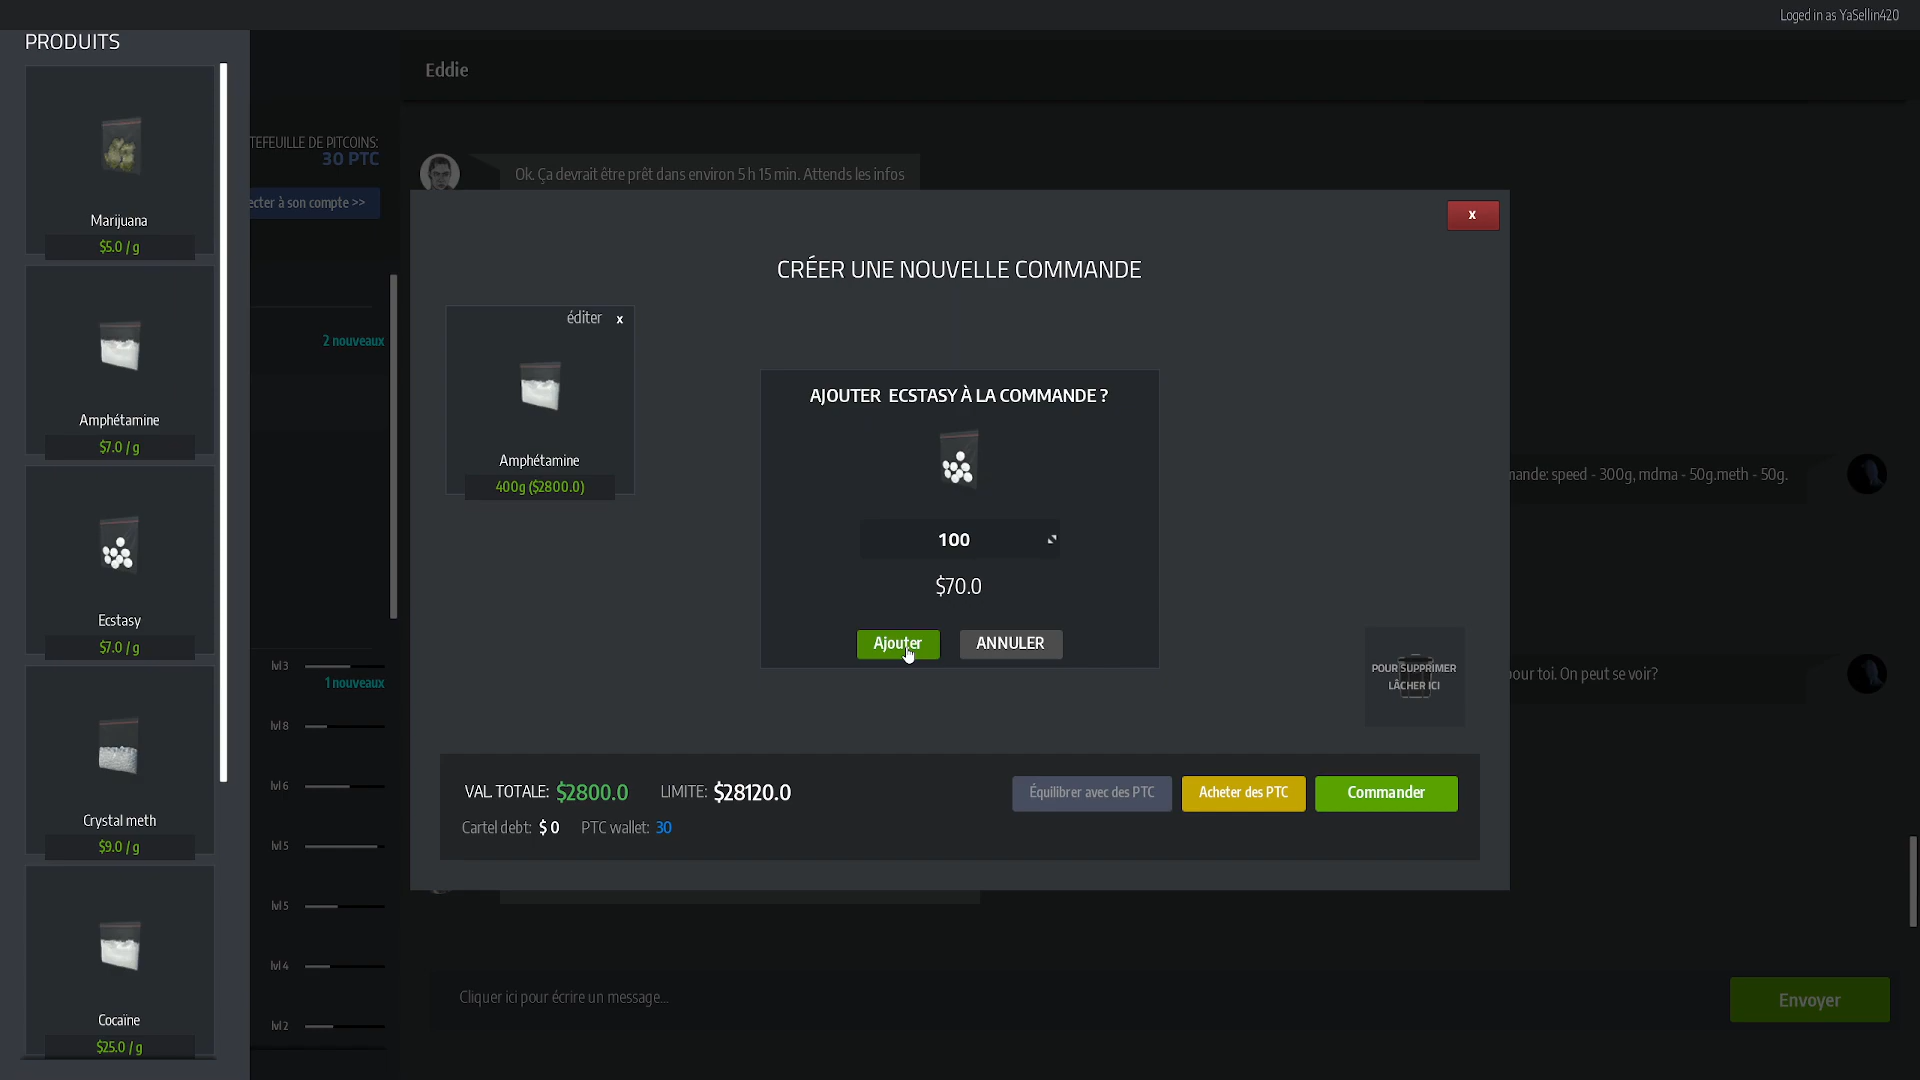 Loged in as YaSellin420
PRODUITS
Marijuana
$5.0 / g
Amphétamine
$7.0 / g
Ecstasy
$7.0 / g
Crystal meth
$9.0 / g
Cocaïne
$25.0 / g
TEFEUILLE DE PITCOINS:
30 PTC
ecter à son compte >>
2 nouveaux
lvl 3
1 nouveaux
lvl 8
lvl 6
lvl 5
lvl 5
lvl 4
lvl 2
Eddie
Ok. Ça devrait être prêt dans environ 5 h 15 min. Attends les infos
mande: speed - 300g, mdma - 50g.meth - 50g.
pour toi. On peut se voir?
x
CRÉER UNE NOUVELLE COMMANDE
éditer x
Amphétamine
400g ($2800.0)
AJOUTER ECSTASY À LA COMMANDE ?
100
$70.0
Ajouter
ANNULER
POUR SUPPRIMER
LÂCHER ICI
VAL. TOTALE: $2800.0 LIMITE: $28120.0
Cartel debt: $ 0 PTC wallet: 30
Équilibrer avec des PTC
Acheter des PTC
Commander
Cliquer ici pour écrire un message...
Envoyer